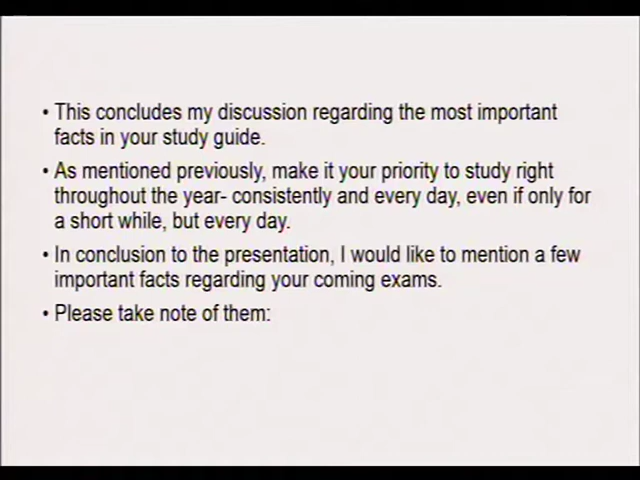 • This concludes my discussion regarding the most important
facts in your study guide.
• As mentioned previously, make it your priority to study right
throughout the year- consistently and every day, even if only for
a short while, but every day.
• In conclusion to the presentation, I would like to mention a few
important facts regarding your coming exams.
• Please take note of them: